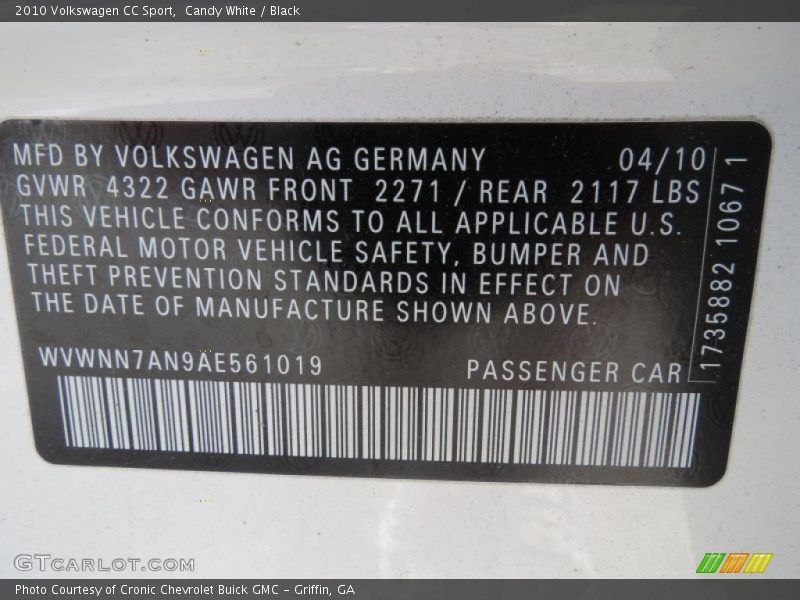 2010 Volkswagen CC Sport,  Candy White / Black
MFD BY VOLKSWAGEN AG GERMANY 04/10
GVWR 4322 GAWR FRONT 2271 / REAR 2117 LBS
THIS VEHICLE CONFORMS TO ALL APPLICABLE U.S.
FEDERAL MOTOR VEHICLE SAFETY, BUMPER AND
THEFT PREVENTION STANDARDS IN EFFECT ON
THE DATE OF MANUFACTURE SHOWN ABOVE.
WVWNN7AN9AE561019 PASSENGER CAR
1735882 1067 1
GTCARLOT.COM
Photo Courtesy of Cronic Chevrolet Buick GMC - Griffin, GA